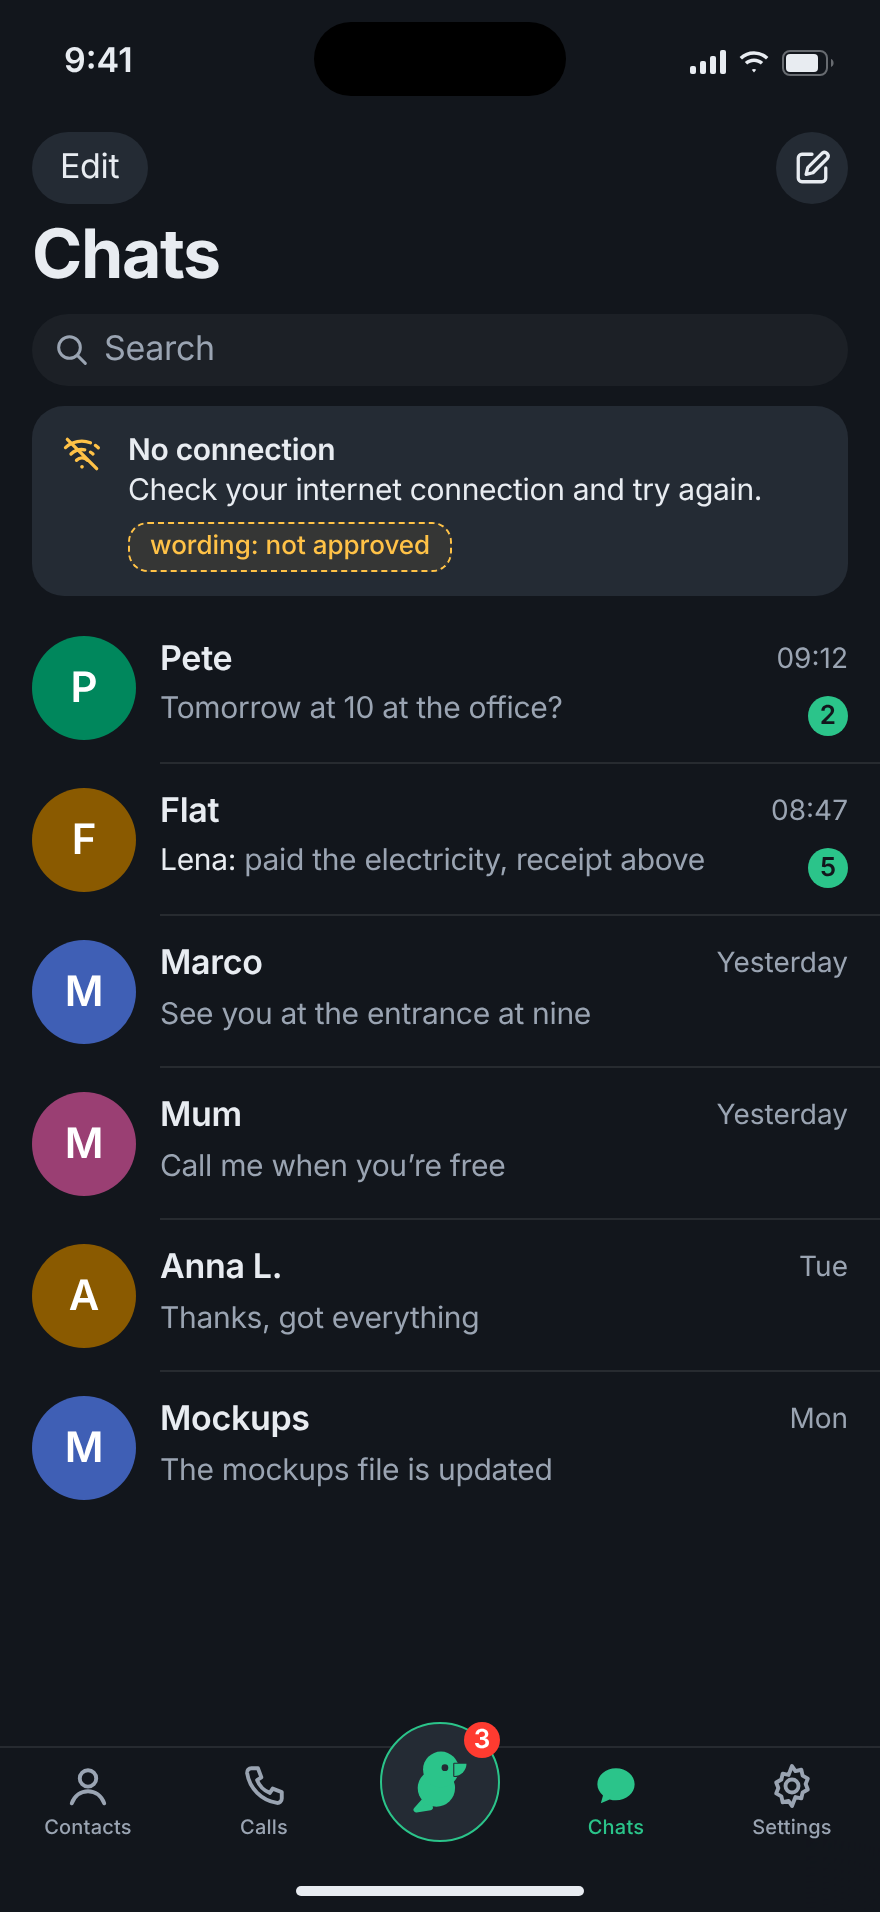 9:41
Edit
Chats
Search
No connection
Check your internet connection and try again.
wording: not approved
P
Pete
09:12
Tomorrow at 10 at the office?
2
F
Flat
08:47
Lena: paid the electricity, receipt above
5
M
Marco
Yesterday
See you at the entrance at nine
M
Mum
Yesterday
Call me when you’re free
A
Anna L.
Tue
Thanks, got everything
M
Mockups
Mon
The mockups file is updated
3
Contacts
Calls
Chats
Settings